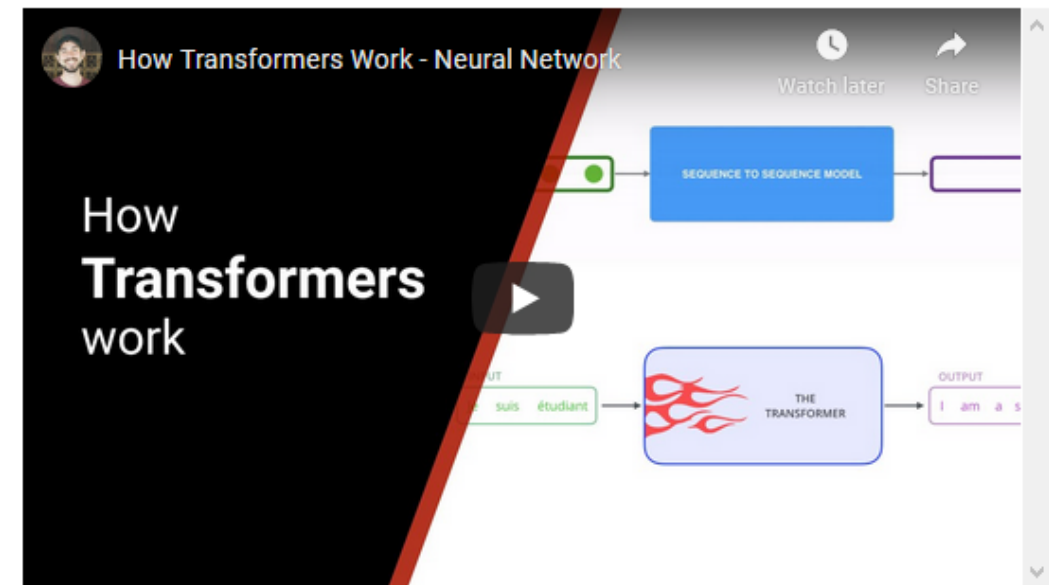 How Transformers Work - Neural Network
Watch later
Share
How
Transformers
work
SEQUENCE TO SEQUENCE MODEL
suis étudiant
THE
TRANSFORMER
OUTPUT
I am a s